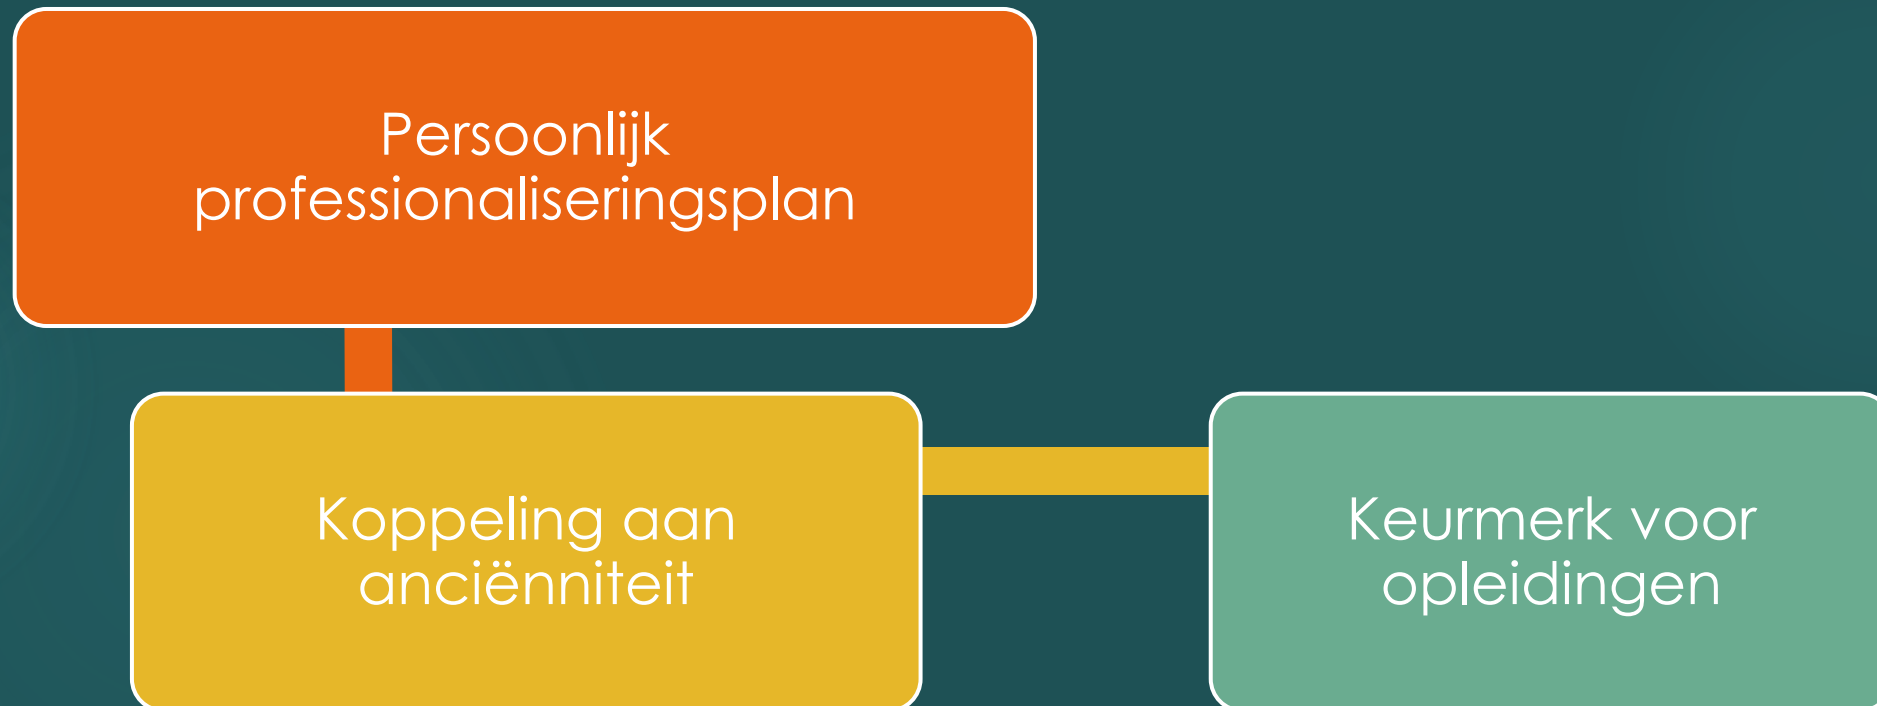 Persoonlijk
professionaliseringsplan
Koppeling aan
anciënniteit
Keurmerk voor
opleidingen